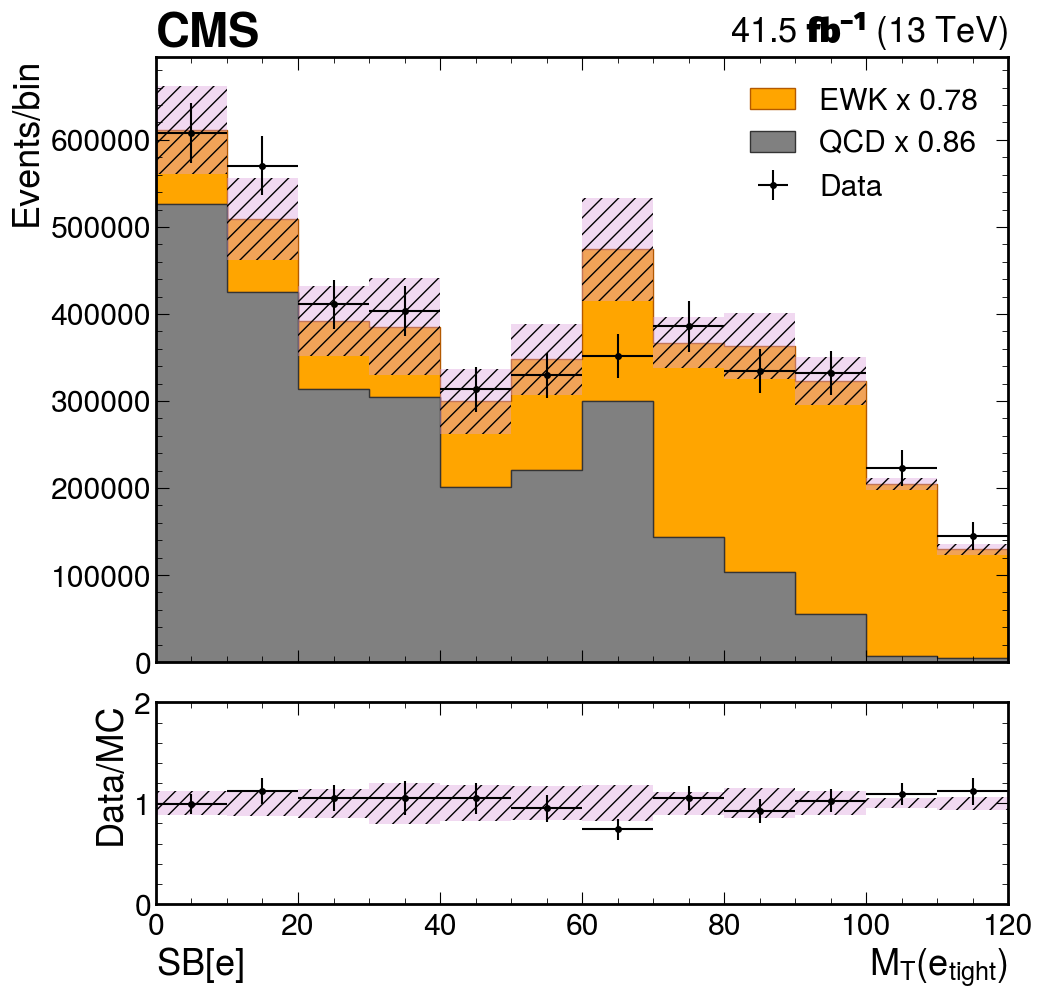 CMS 41.5 fb⁻¹ (13 TeV)
Events/bin
EWK x 0.78
QCD x 0.86
Data
600000
500000
400000
300000
200000
100000
0
Data/MC
2
1
0
0 20 40 60 80 100 120
SB[e] M_T(e_tight)